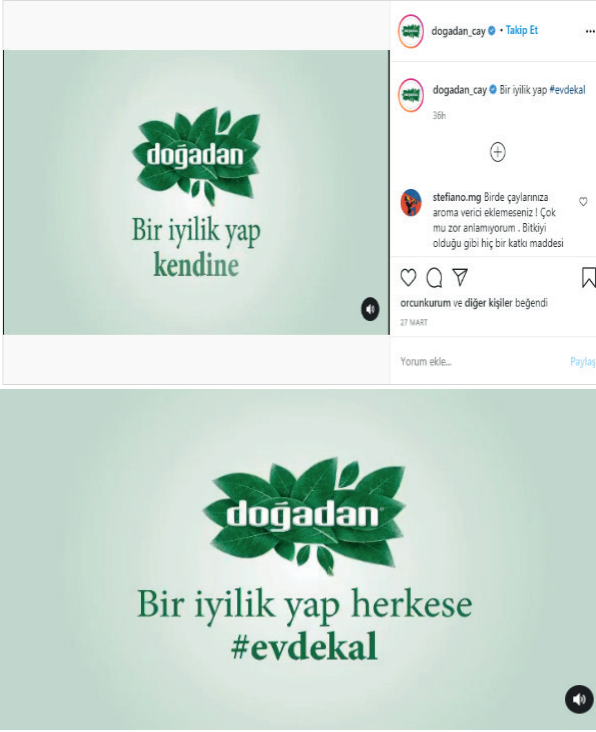 dogadan_cay • Takip Et
dogadan_cay Bir iyilik yap #evdekal
36h
stefiano.mg Birde çaylarınıza
aroma verici eklemeseniz ! Çok
mu zor anlamıyorum . Bitkiyi
olduğu gibi hiç bir katkı maddesi
orcunkurum ve diğer kişiler beğendi
27 MART
Yorum ekle...
Paylaş
doğadan
Bir iyilik yap
kendine
doğadan
Bir iyilik yap herkese
#evdekal